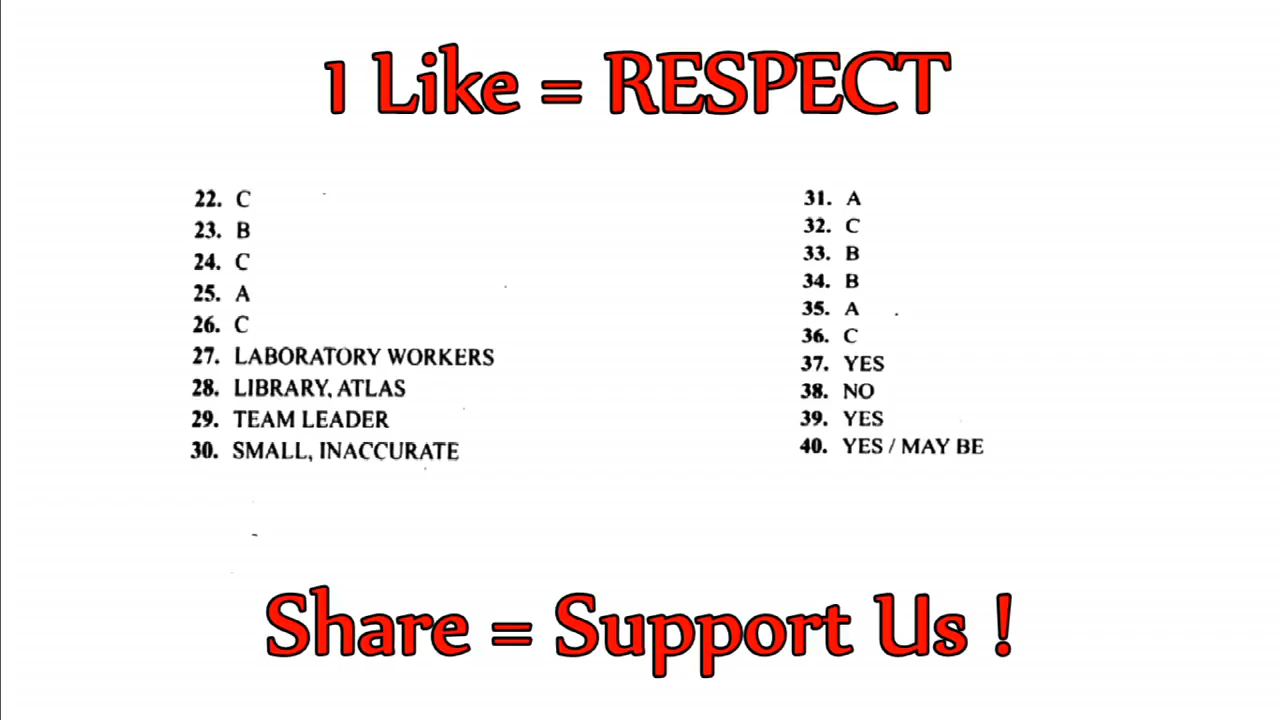 1 Like = RESPECT
22. C
23. B
24. C
25. A
26. C
27. LABORATORY WORKERS
28. LIBRARY, ATLAS
29. TEAM LEADER
30. SMALL, INACCURATE
31. A
32. C
33. B
34. B
35. A
36. C
37. YES
38. NO
39. YES
40. YES / MAY BE
Share = Support Us !